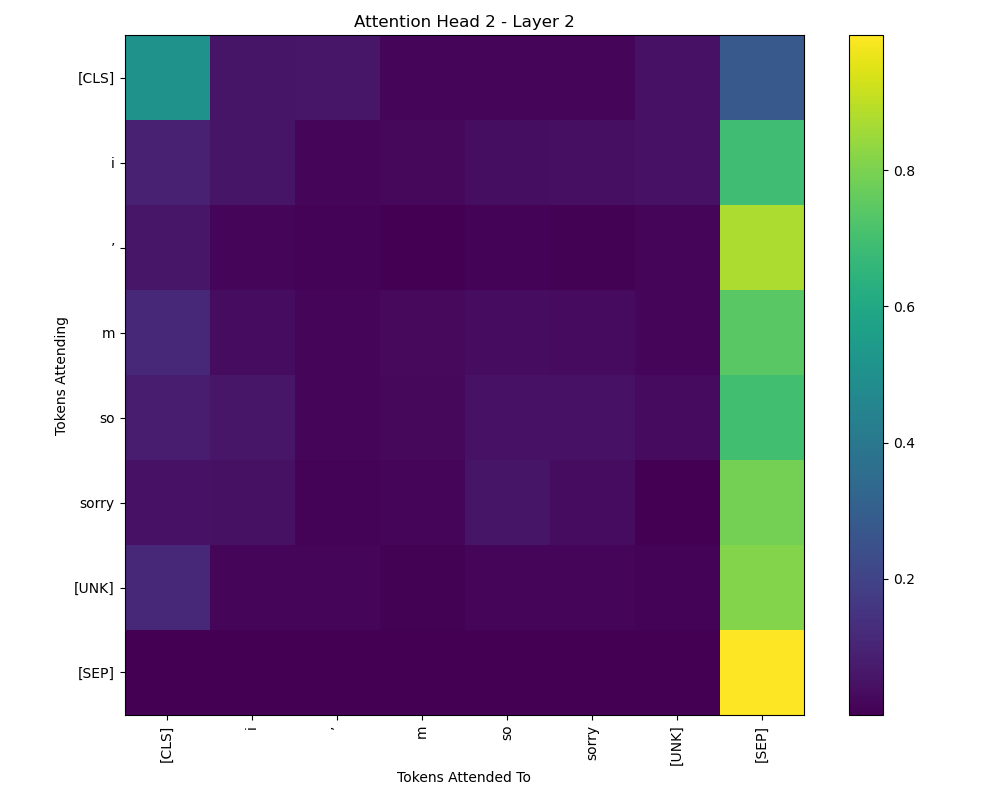 Attention Head 2 - Layer 2
[CLS]
i
’
m
so
sorry
[UNK]
[SEP]
Tokens Attending
[CLS]
i
’
m
so
sorry
[UNK]
[SEP]
Tokens Attended To
0.8
0.6
0.4
0.2